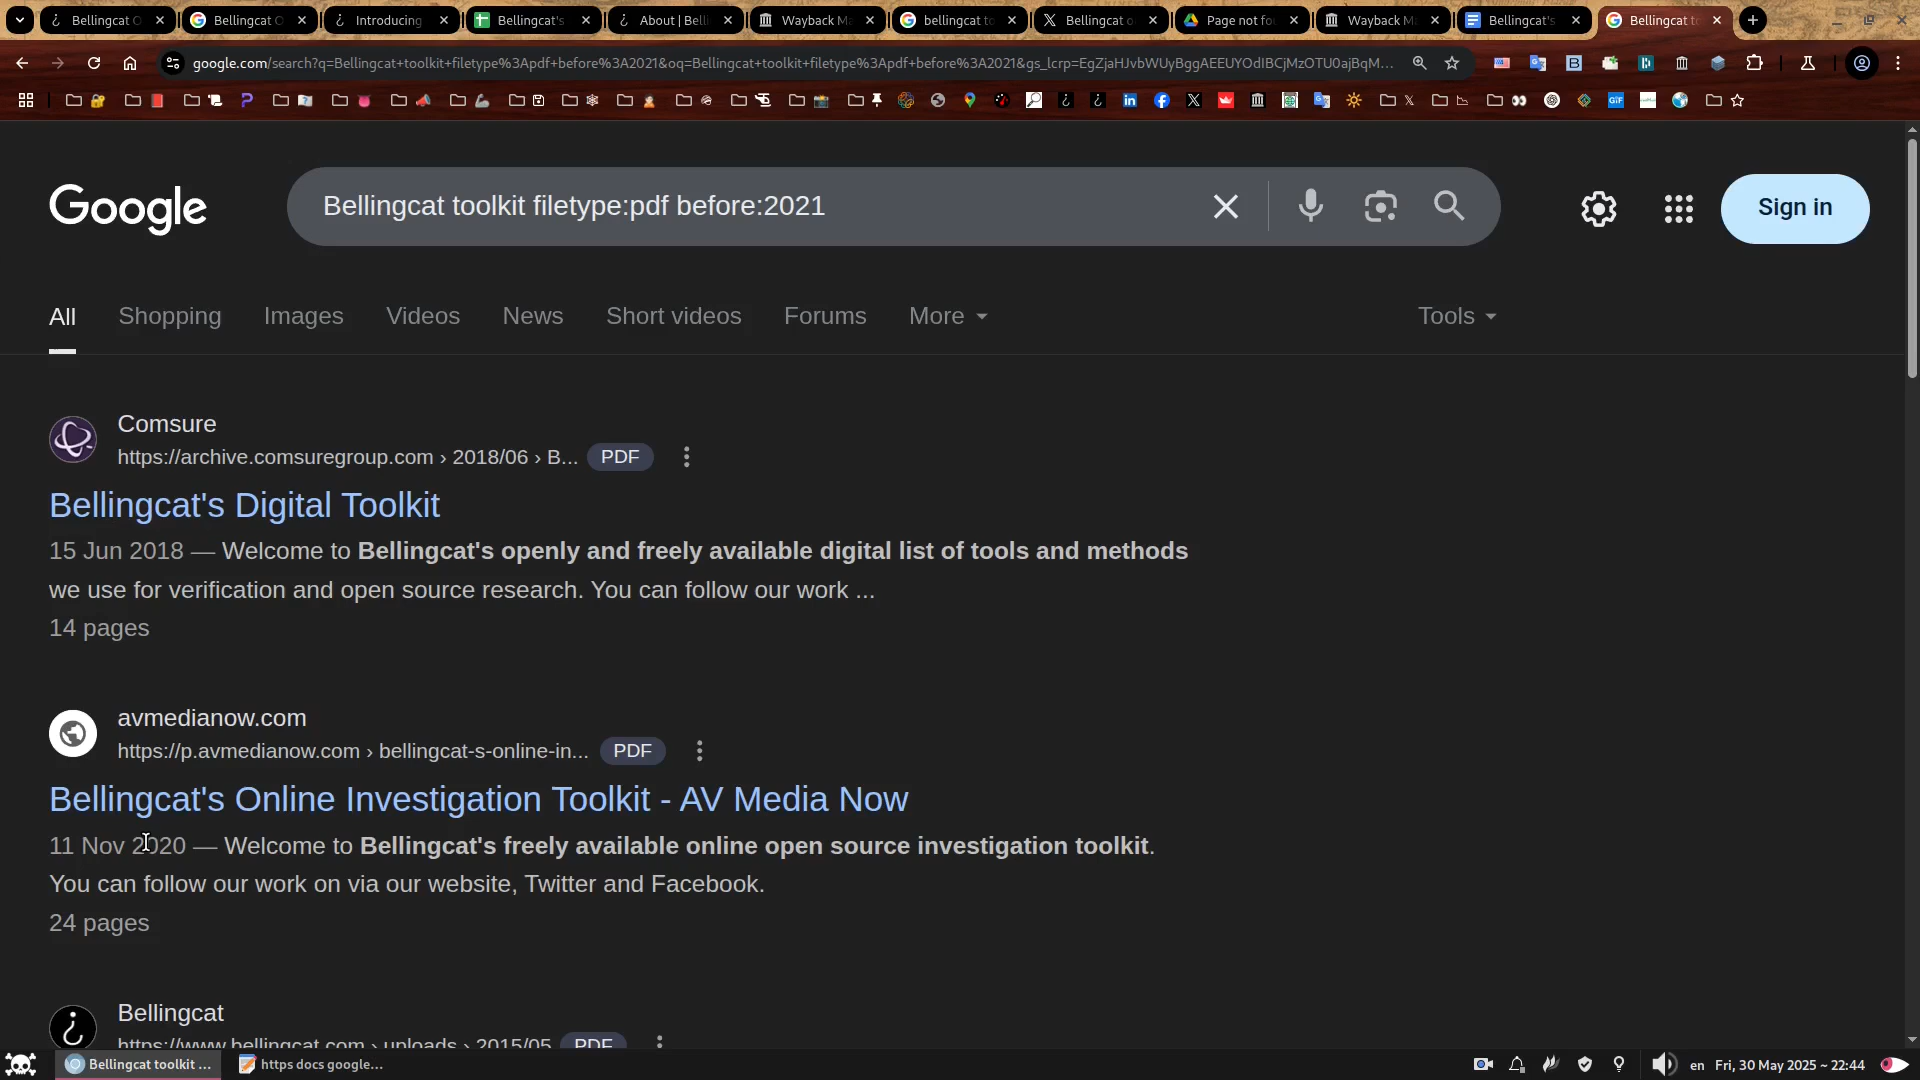 Bellingcat O
Bellingcat O
Introducing
Bellingcat's
About | Bell
Wayback M
bellingcat to
Bellingcat o
Page not fo
Wayback M
Bellingcat's
Bellingcat to
google.com/search?q=Bellingcat+toolkit+filetype%3Apdf+before%3A2021&oq=Bellingcat+toolkit+filetype%3Apdf+before%3A2021&gs_lcrp=EgZjaHJvbWUyBggAEEUYOdIBCjMzOTU0ajBqM...
Google
Bellingcat toolkit filetype:pdf before:2021
Sign in
All
Shopping
Images
Videos
News
Short videos
Forums
More
Tools
Comsure
https://archive.comsuregroup.com › 2018/06 › B...
PDF
Bellingcat's Digital Toolkit
15 Jun 2018 — Welcome to Bellingcat's openly and freely available digital list of tools and methods
we use for verification and open source research. You can follow our work ...
14 pages
avmedianow.com
https://p.avmedianow.com › bellingcat-s-online-in...
PDF
Bellingcat's Online Investigation Toolkit - AV Media Now
11 Nov 2020 — Welcome to Bellingcat's freely available online open source investigation toolkit.
You can follow our work on via our website, Twitter and Facebook.
24 pages
Bellingcat
https://www.bellingcat.com › uploads › 2015/05
PDF
Bellingcat toolkit ...
https docs google...
en
Fri, 30 May 2025 ~ 22:44